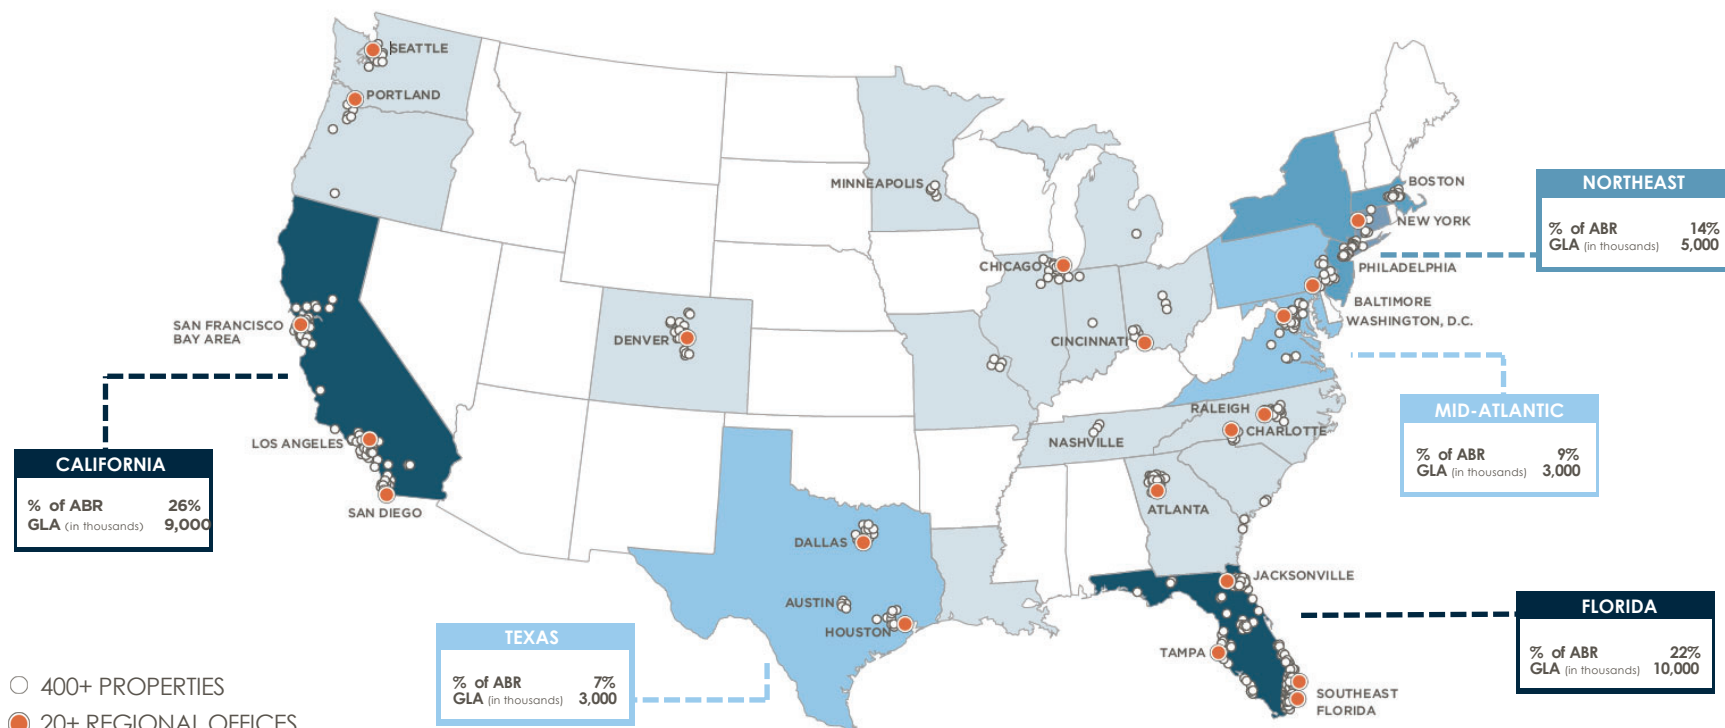 SEATTLE
PORTLAND
MINNEAPOLIS
BOSTON
NEW YORK
CHICAGO
PHILADELPHIA
BALTIMORE
WASHINGTON, D.C.
SAN FRANCISCO
BAY AREA
DENVER
CINCINNATI
LOS ANGELES
RALEIGH
CHARLOTTE
NASHVILLE
SAN DIEGO
ATLANTA
DALLAS
AUSTIN
HOUSTON
JACKSONVILLE
TAMPA
SOUTHEAST
FLORIDA
NORTHEAST
% of ABR 14%
GLA (in thousands) 5,000
MID-ATLANTIC
% of ABR 9%
GLA (in thousands) 3,000
CALIFORNIA
% of ABR 26%
GLA (in thousands) 9,000
FLORIDA
% of ABR 22%
GLA (in thousands) 10,000
TEXAS
% of ABR 7%
GLA (in thousands) 3,000
400+ PROPERTIES
20+ REGIONAL OFFICES